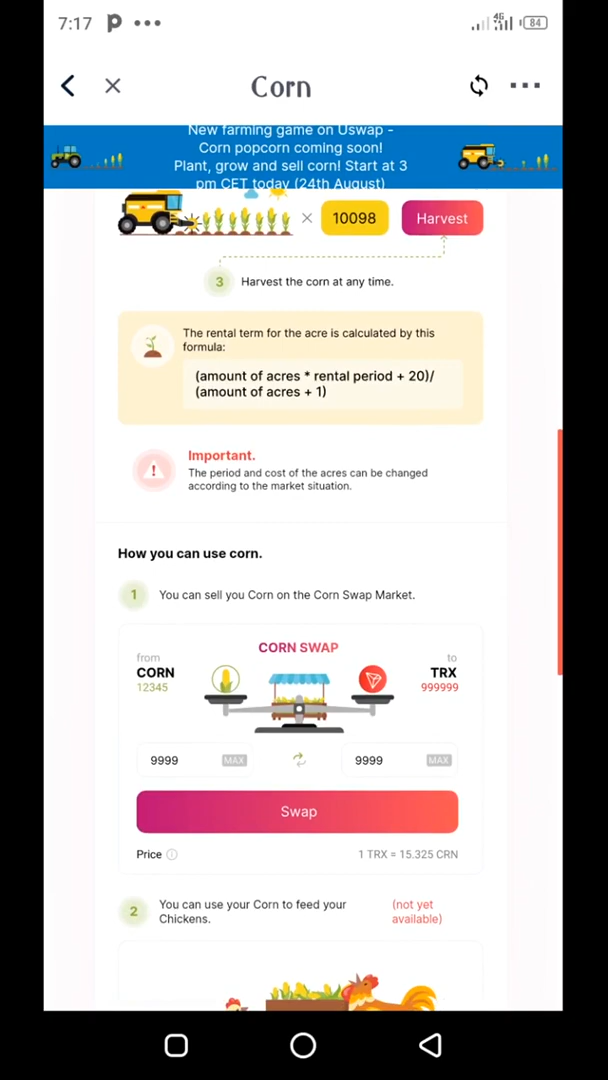 7:17
4G
84
Corn
New farming game on Uswap -
Corn popcorn coming soon!
Plant, grow and sell corn! Start at 3
pm CET today (24th August)
× 10098 Harvest
3 Harvest the corn at any time.
The rental term for the acre is calculated by this
formula:
(amount of acres * rental period + 20)/
(amount of acres + 1)
Important.
The period and cost of the acres can be changed
according to the market situation.
How you can use corn.
1 You can sell you Corn on the Corn Swap Market.
CORN SWAP
from
CORN
12345
to
TRX
999999
9999 MAX
9999 MAX
Swap
Price 1 TRX = 15.325 CRN
2 You can use your Corn to feed your
Chickens.
(not yet
available)